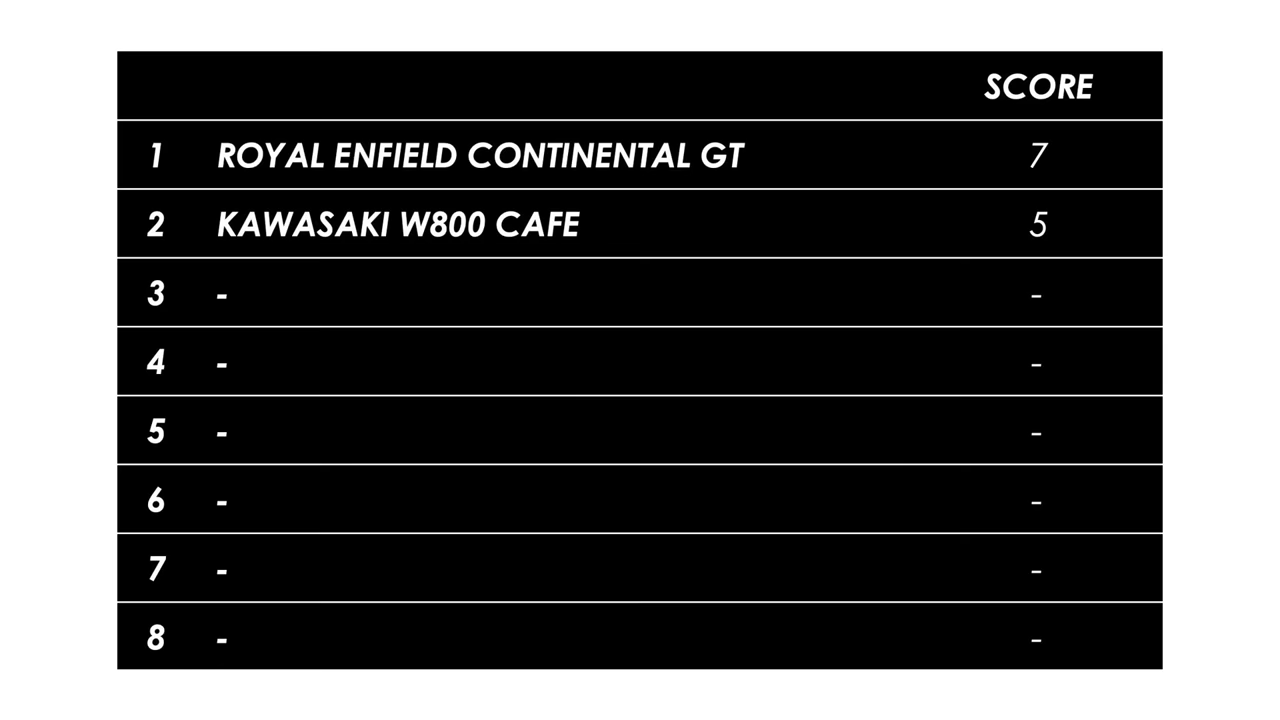 SCORE
1 ROYAL ENFIELD CONTINENTAL GT 7
2 KAWASAKI W800 CAFE 5
3 - -
4 - -
5 - -
6 - -
7 - -
8 - -